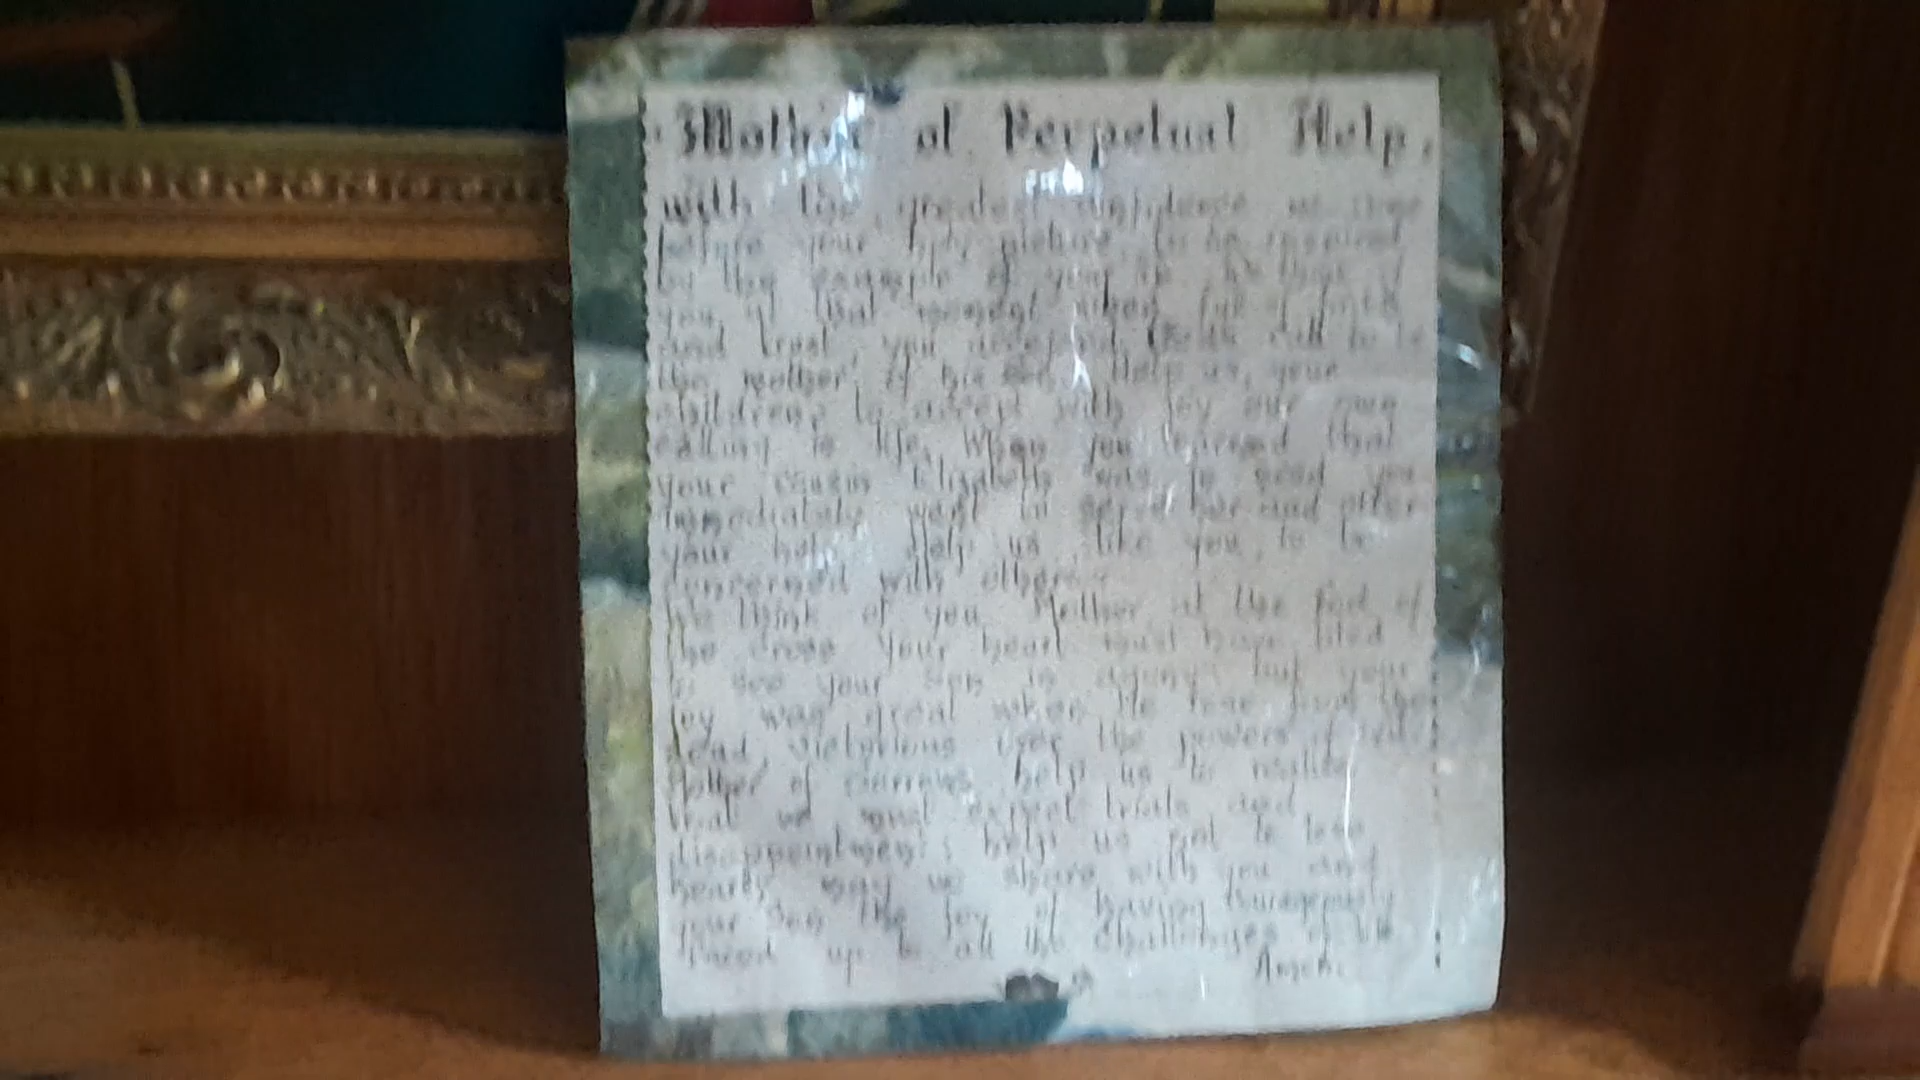 Mother of Perpetual Help,
with the greatest confidence we come
before your holy picture to be inspired
by the example of your life. We think of
you at that moment when, full of faith
and trust, you accepted God's call to be
the mother of his Son. Help us, your
children, to accept with joy our own
calling in life. When you learned that
your cousin Elizabeth was in need you
immediately went to serve her and offer
your help. Help us, like you, to be
concerned with others.
We think of you, Mother, at the foot of
the cross. Your heart must have bled
to see your Son in agony but your
joy was great when He rose from the
dead, victorious over the powers of
Mother of sorrows, help us to realise
that we must expect trials and
disappointments; help us not to lose
heart; may we share with you and
your Son the joy of having courageously
faced up to all the challenges of life.
Amen.